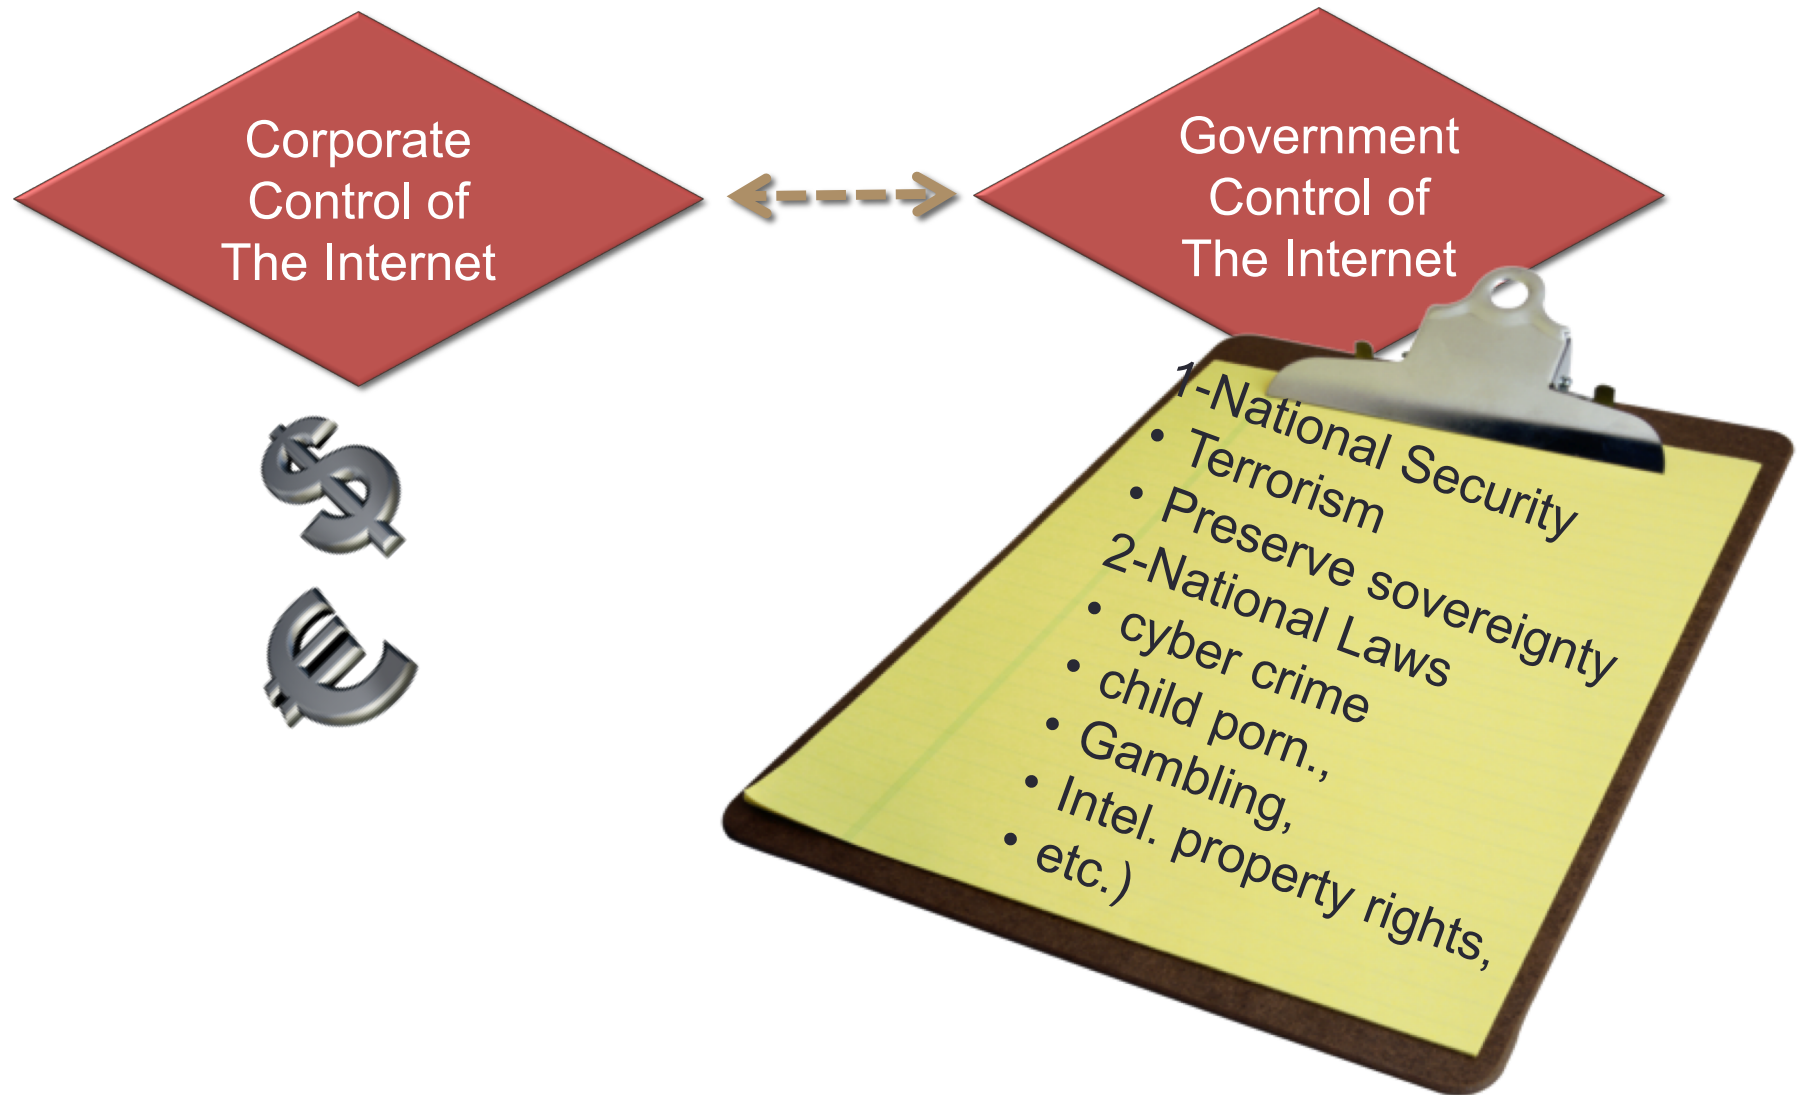 Corporate
Control of
The Internet
Government
Control of
The Internet
1-National Security
• Terrorism
• Preserve sovereignty
2-National Laws
• cyber crime
• child porn.,
• Gambling,
• Intel. property rights,
• etc.)
$
€